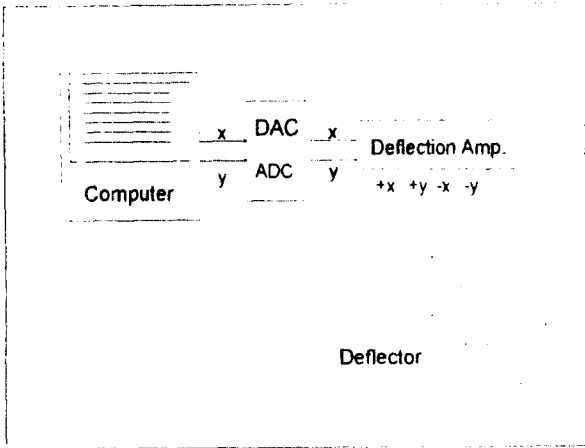 x DAC x
Deflection Amp.
y ADC y
+x +y -x -y
Computer
Deflector